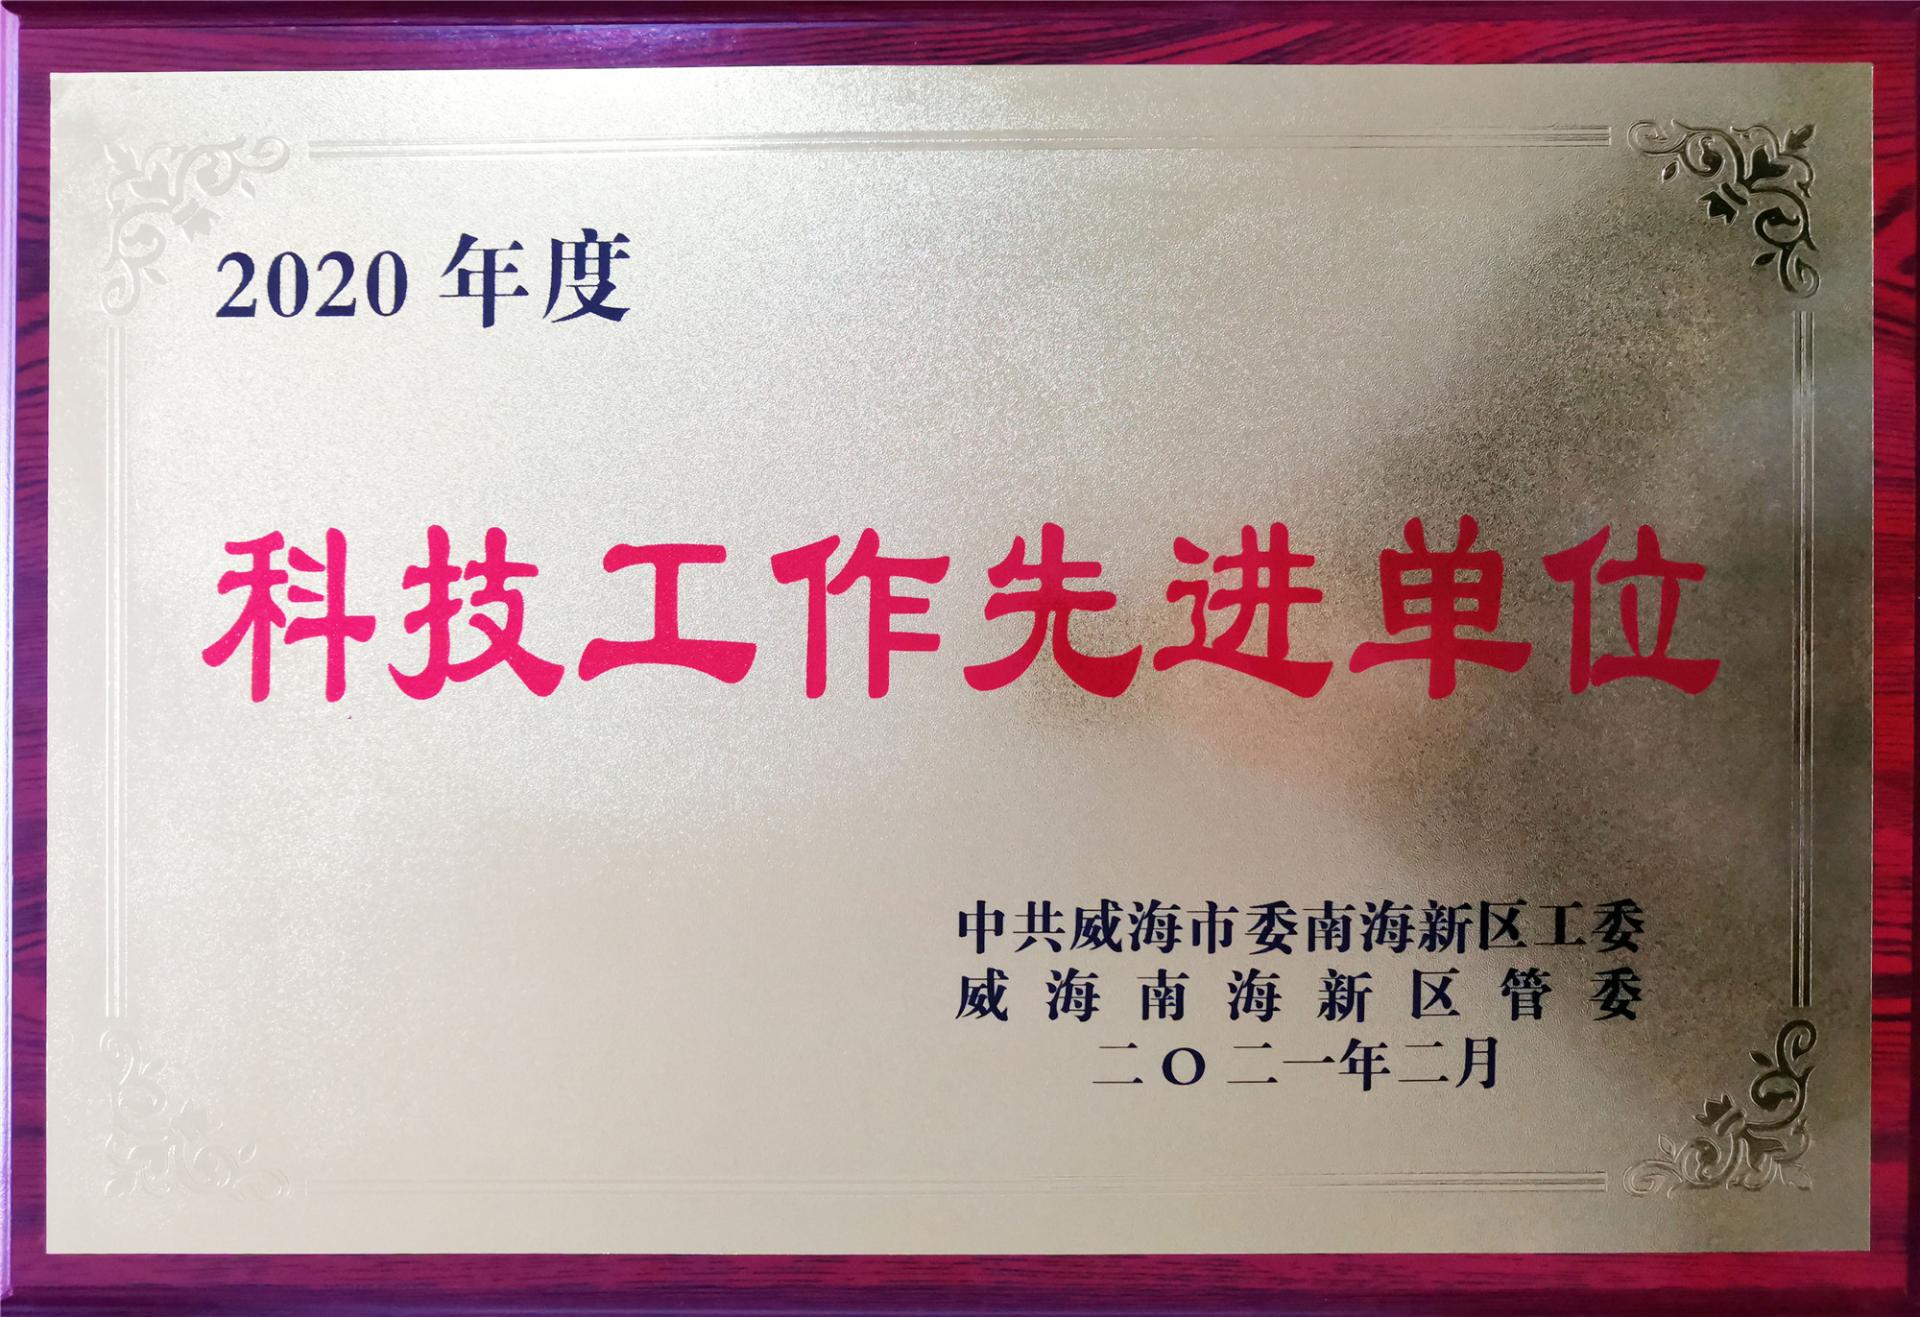 2020 年度
科技工作先进单位
中共威海市委南海新区工委
威海南海新区管委
二〇二一年二月